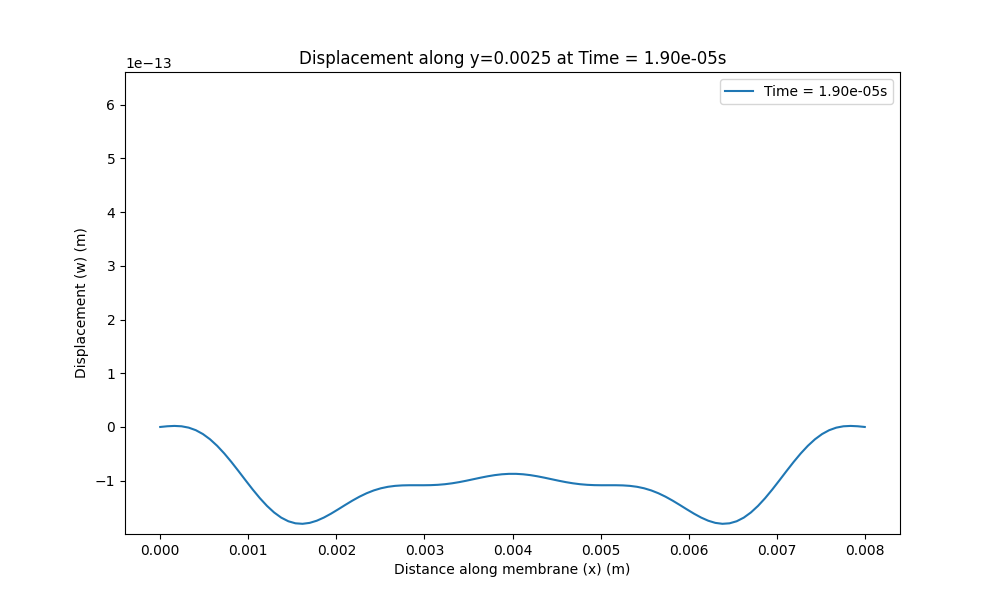 Displacement along y=0.0025 at Time = 1.90e-05s
1e−13
Time = 1.90e-05s
6
5
4
3
2
1
0
−1
Displacement (w) (m)
0.000 0.001 0.002 0.003 0.004 0.005 0.006 0.007 0.008
Distance along membrane (x) (m)